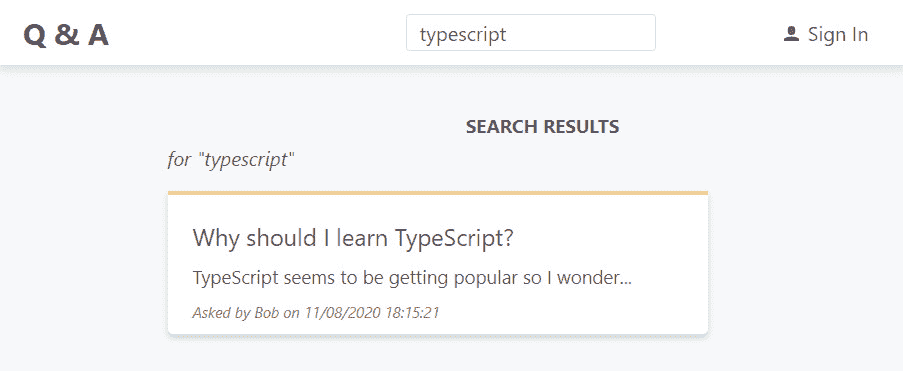 Q & A
typescript
Sign In
SEARCH RESULTS
for "typescript"
Why should I learn TypeScript?
TypeScript seems to be getting popular so I wonder...
Asked by Bob on 11/08/2020 18:15:21